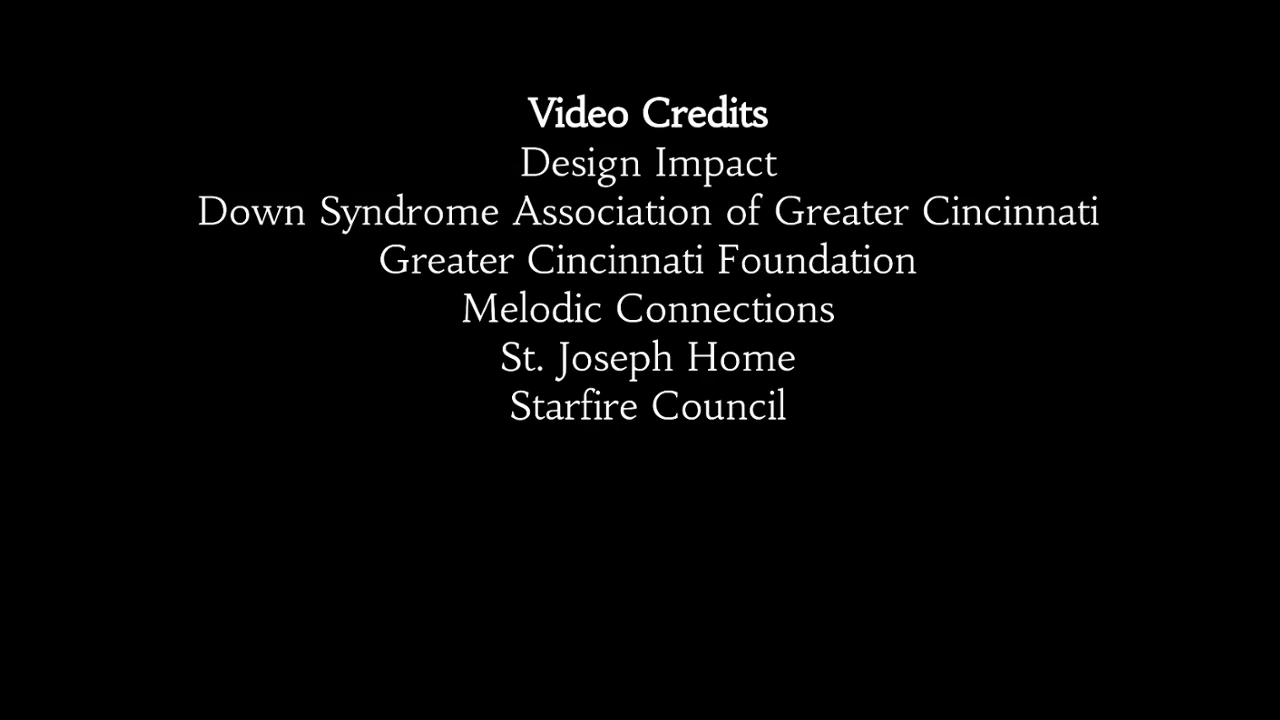 Video Credits
Design Impact
Down Syndrome Association of Greater Cincinnati
Greater Cincinnati Foundation
Melodic Connections
St. Joseph Home
Starfire Council